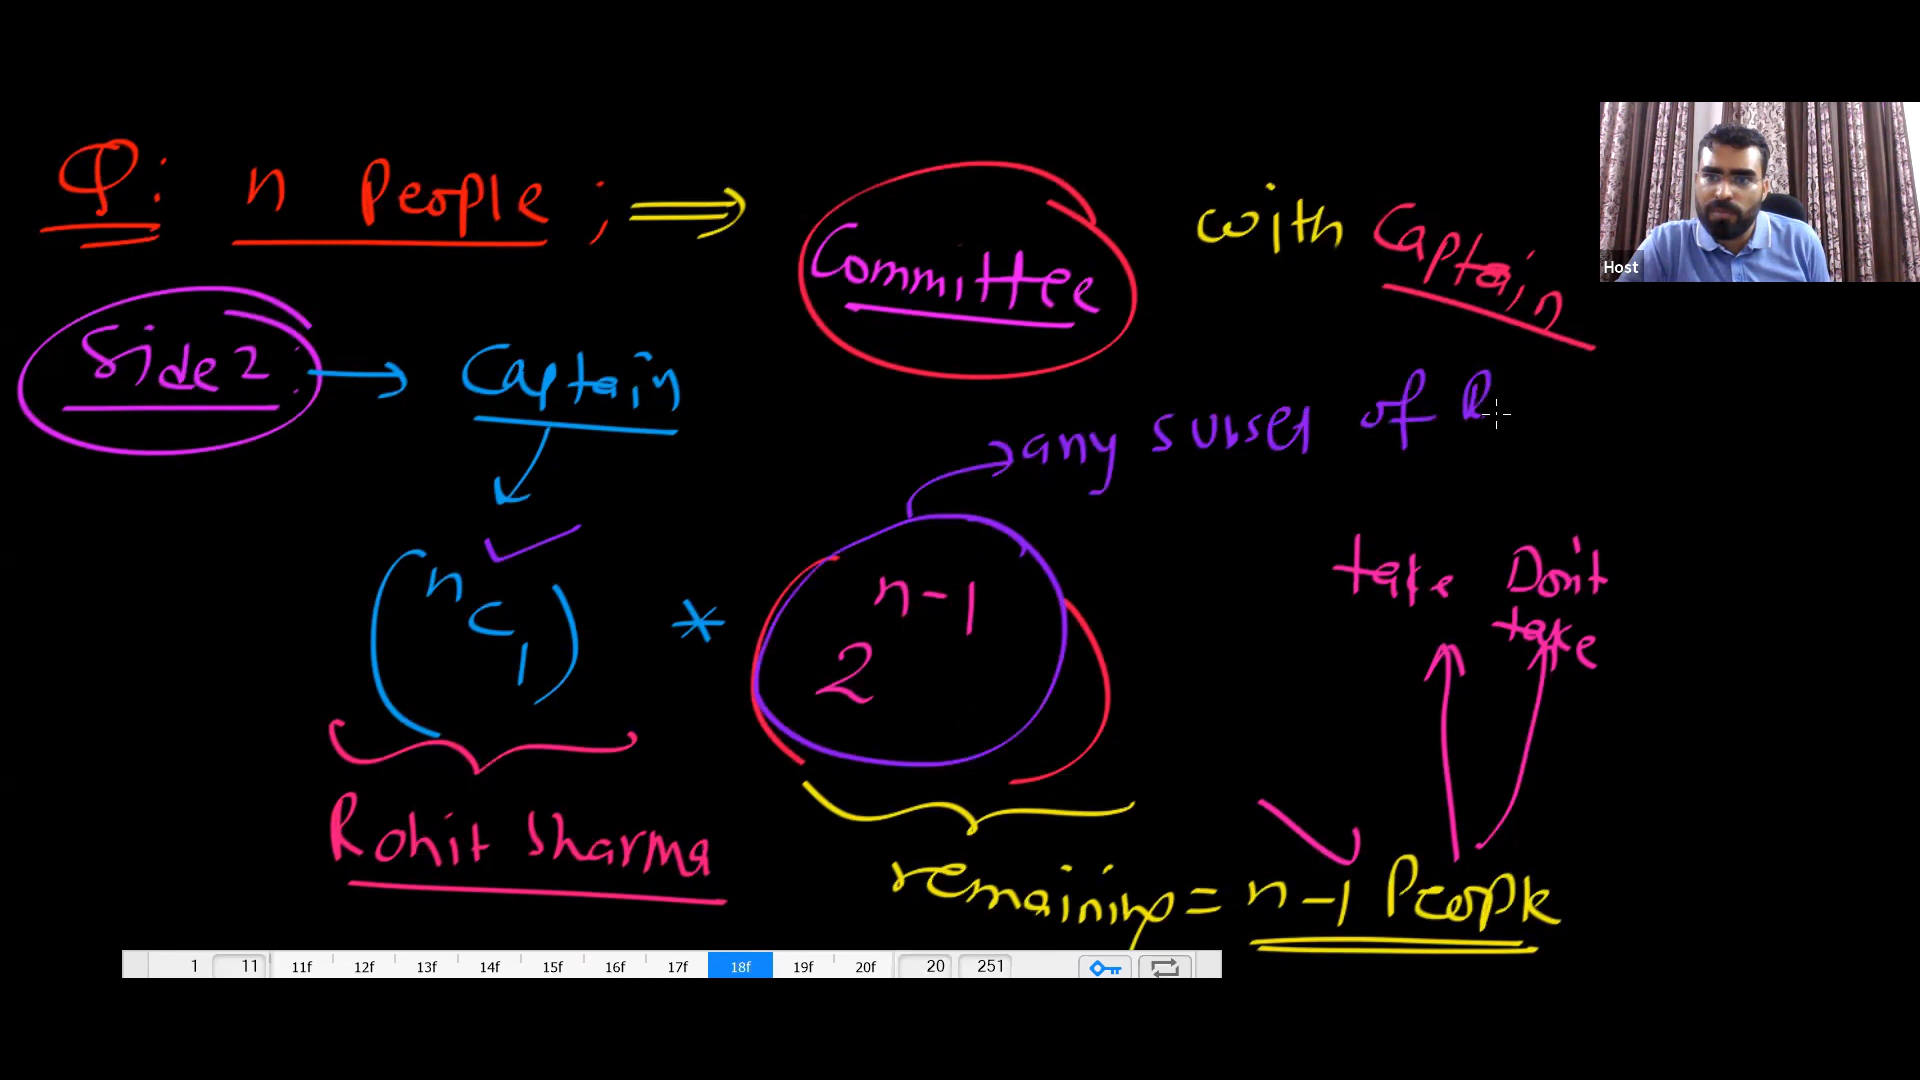 Q: n People ; ⇒ Committee with Captain
Host
Side 2 : → Captain
any subset of R
(ⁿC₁) * 2ⁿ⁻¹
take Don't take
Rohit Sharma
remaining = n-1 People
1 11 11f 12f 13f 14f 15f 16f 17f 18f 19f 20f 20 251